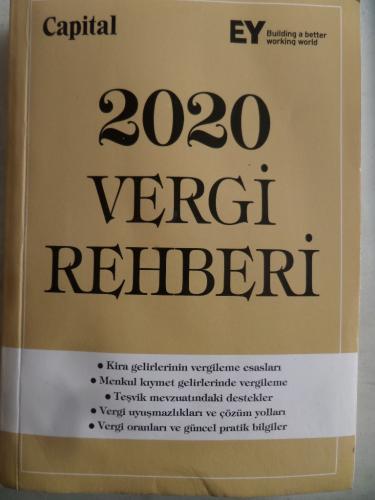 Capital
EY Building a better
working world
2020
VERGİ
REHBERİ
• Kira gelirlerinin vergileme esasları
• Menkul kıymet gelirlerinde vergileme
• Teşvik mevzuatındaki destekler
• Vergi uyuşmazlıkları ve çözüm yolları
• Vergi oranları ve güncel pratik bilgiler